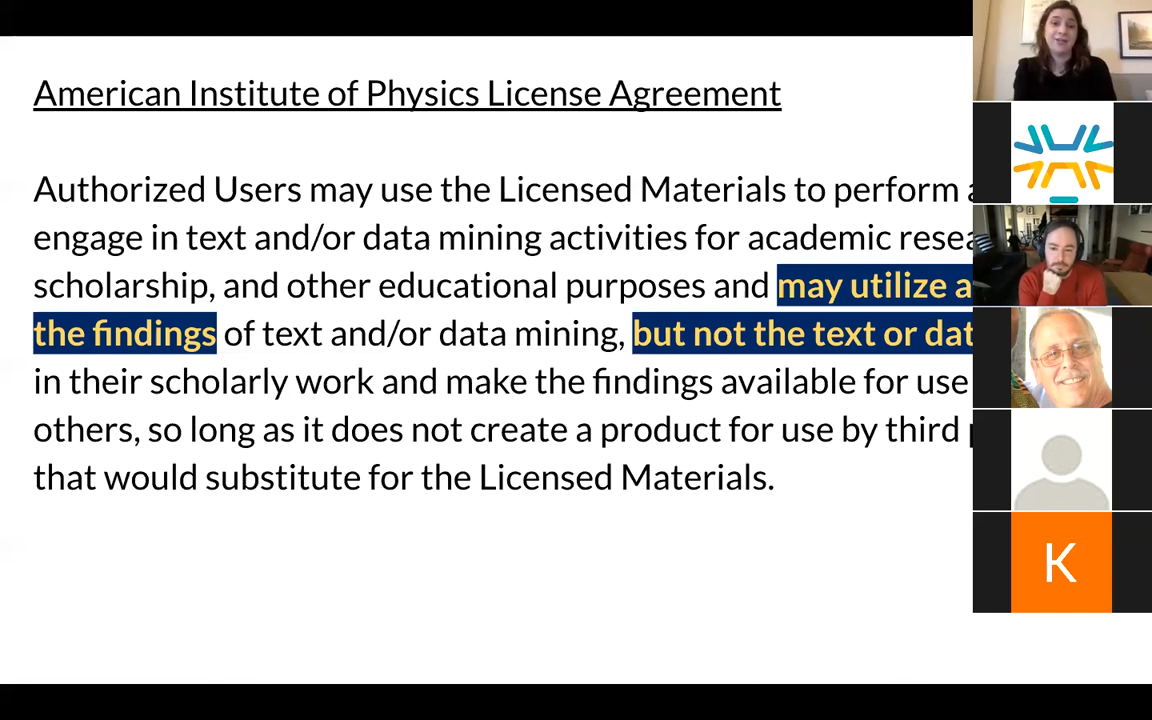 American Institute of Physics License Agreement
Authorized Users may use the Licensed Materials to perform
engage in text and/or data mining activities for academic
scholarship, and other educational purposes and may utilize
the findings of text and/or data mining, but not the text or
in their scholarly work and make the findings available for use
others, so long as it does not create a product for use by third
that would substitute for the Licensed Materials.
K